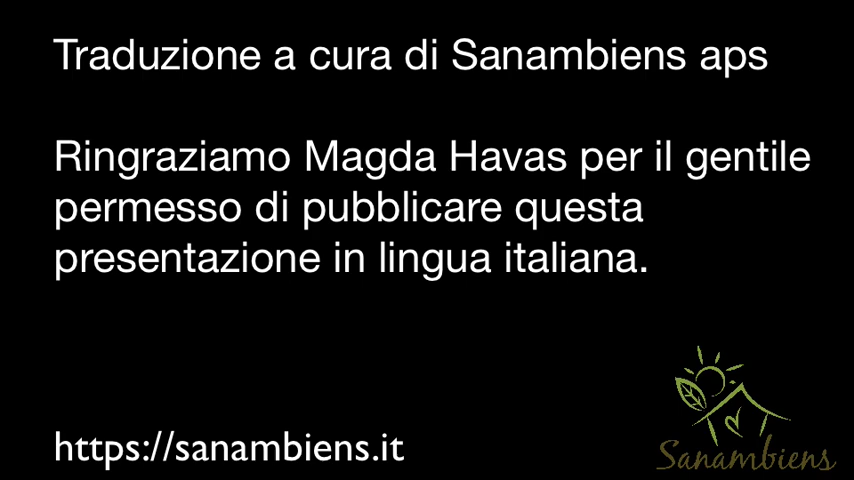 Traduzione a cura di Sanambiens aps
Ringraziamo Magda Havas per il gentile
permesso di pubblicare questa
presentazione in lingua italiana.
https://sanambiens.it
Sanambiens